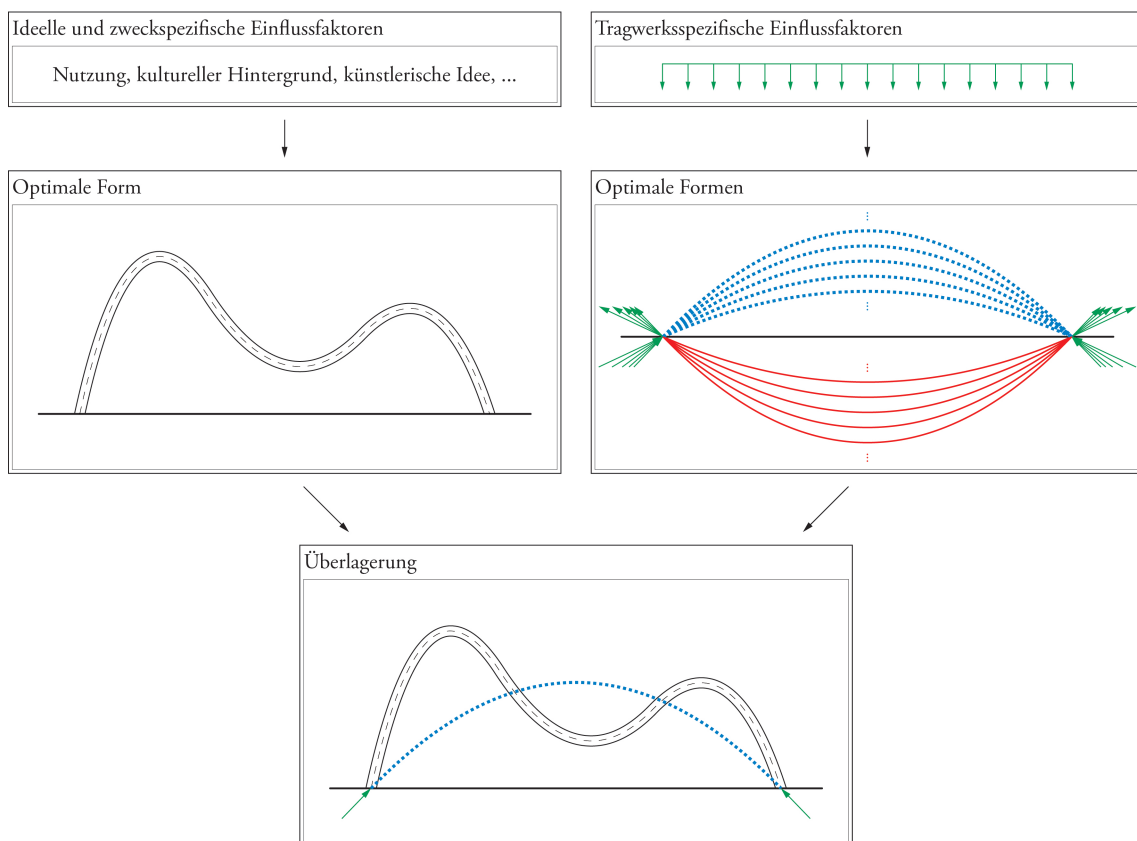 Ideelle und zweckspezifische Einflussfaktoren
Nutzung, kultureller Hintergrund, künstlerische Idee, ...
Tragwerksspezifische Einflussfaktoren
Optimale Form
Optimale Formen
Überlagerung